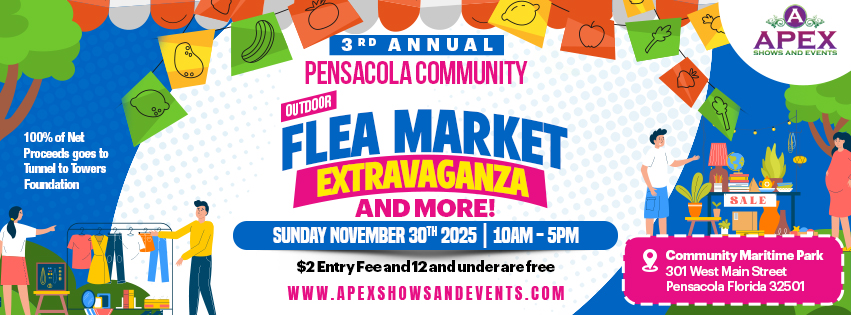 3RD ANNUAL
PENSACOLA COMMUNITY
OUTDOOR
FLEA MARKET
EXTRAVAGANZA
AND MORE!
SUNDAY NOVEMBER 30TH 2025 | 10AM - 5PM
$2 Entry Fee and 12 and under are free
WWW.APEXSHOWSANDEVENTS.COM
100% of Net
Proceeds goes to
Tunnel to Towers
Foundation
A
APEX
SHOWS AND EVENTS
SALE
Community Maritime Park
301 West Main Street
Pensacola Florida 32501